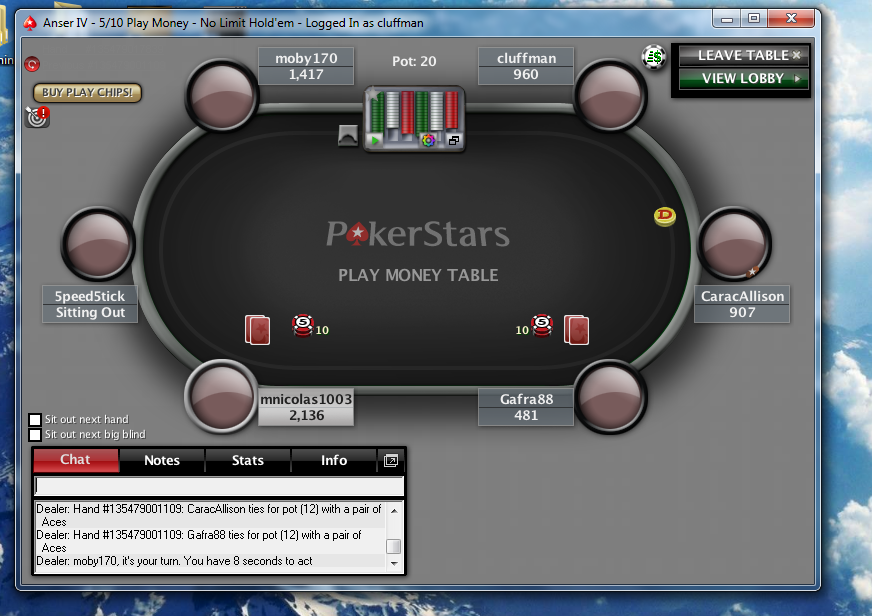 Anser IV - 5/10 Play Money - No Limit Hold'em - Logged In as cluffman
moby170
1,417
Pot: 20
cluffman
960
LEAVE TABLE
VIEW LOBBY
BUY PLAY CHIPS!
D
PokerStars
PLAY MONEY TABLE
5peed5tick
Sitting Out
CaracAllison
907
10
10
mnicolas1003
2,136
Gafra88
481
Sit out next hand
Sit out next big blind
Chat
Notes
Stats
Info
Dealer: Hand #135479001109: CaracAllison ties for pot (12) with a pair of
Aces
Dealer: Hand #135479001109: Gafra88 ties for pot (12) with a pair of
Aces
Dealer: moby170, it's your turn. You have 8 seconds to act